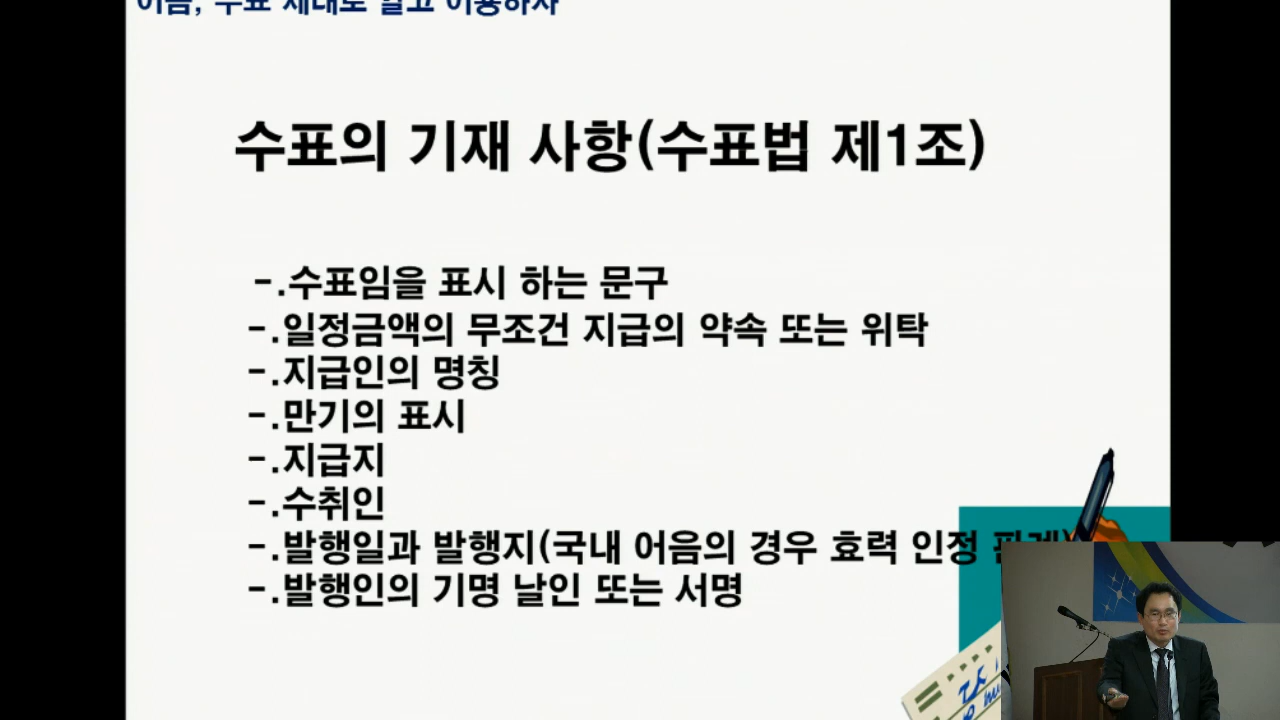 어음, 수표 제대로 알고 이용하자
수표의 기재 사항(수표법 제1조)
-.수표임을 표시 하는 문구
-.일정금액의 무조건 지급의 약속 또는 위탁
-.지급인의 명칭
-.만기의 표시
-.지급지
-.수취인
-.발행일과 발행지(국내 어음의 경우 효력 인정 판례)
-.발행인의 기명 날인 또는 서명